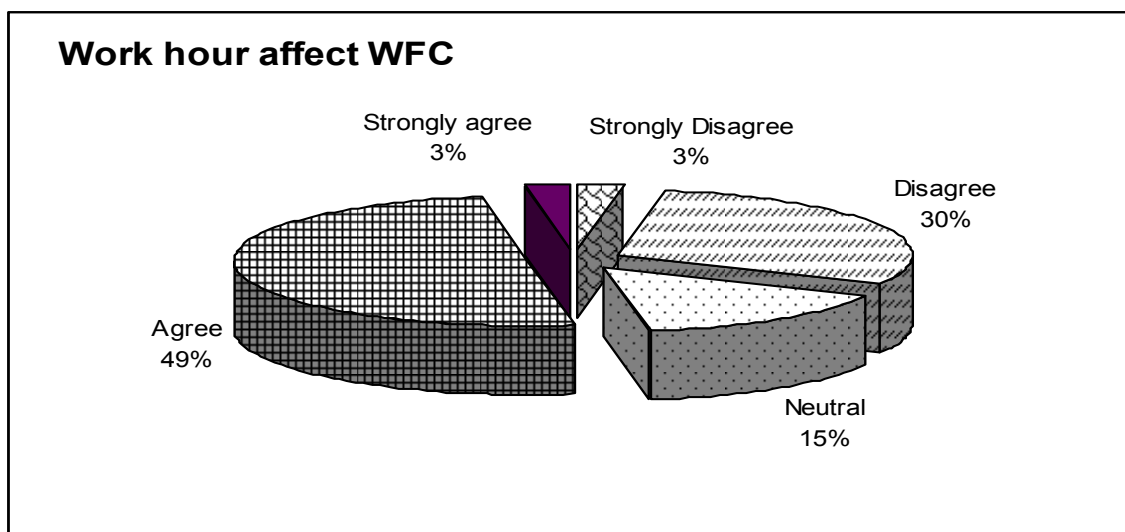 Work hour affect WFC
Strongly agree
3%
Strongly Disagree
3%
Disagree
30%
Agree
49%
Neutral
15%